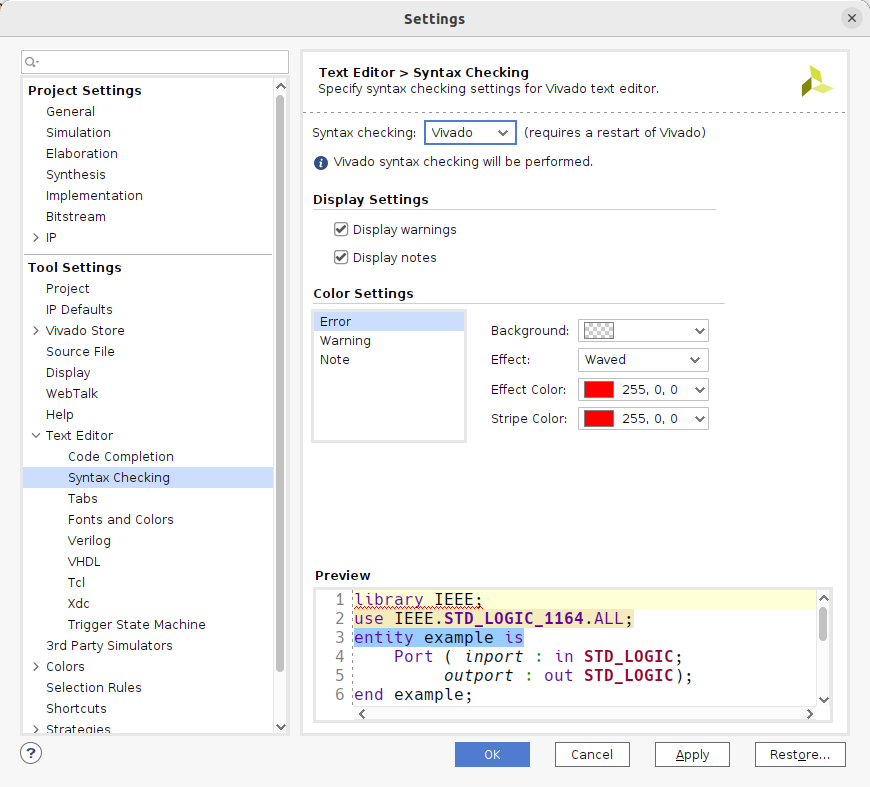 Settings
Project Settings
General
Simulation
Elaboration
Synthesis
Implementation
Bitstream
IP
Tool Settings
Project
IP Defaults
Vivado Store
Source File
Display
WebTalk
Help
Text Editor
Code Completion
Syntax Checking
Tabs
Fonts and Colors
Verilog
VHDL
Tcl
Xdc
Trigger State Machine
3rd Party Simulators
Colors
Selection Rules
Shortcuts
Strategies
Text Editor > Syntax Checking
Specify syntax checking settings for Vivado text editor.
Syntax checking: Vivado (requires a restart of Vivado)
Vivado syntax checking will be performed.
Display Settings
Display warnings
Display notes
Color Settings
Error
Warning
Note
Background:
Effect: Waved
Effect Color: 255, 0, 0
Stripe Color: 255, 0, 0
Preview
1 library IEEE;
2 use IEEE.STD_LOGIC_1164.ALL;
3 entity example is
4 Port ( inport : in STD_LOGIC;
5 outport : out STD_LOGIC);
6 end example;
? OK Cancel Apply Restore...